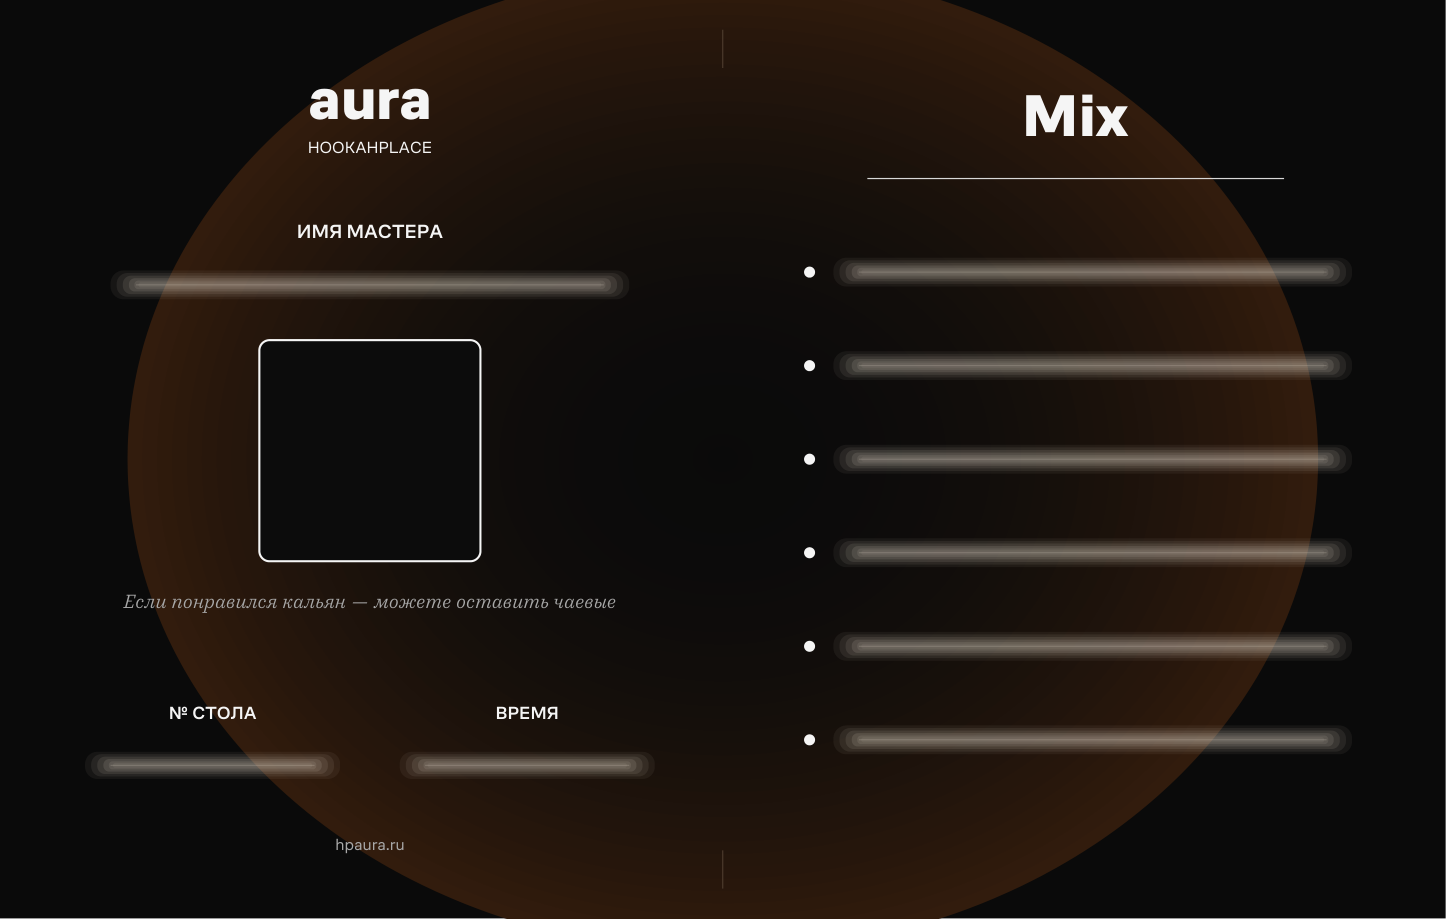 aura
HOOKAHPLACE
ИМЯ МАСТЕРА
Если понравился кальян — можете оставить чаевые
№ СТОЛА
ВРЕМЯ
hpaura.ru
Mix